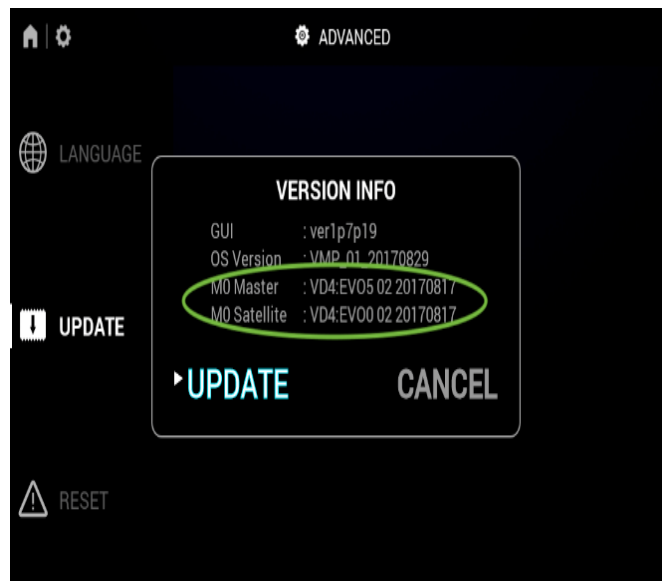 ADVANCED
LANGUAGE
VERSION INFO
GUI : ver1p7p19
OS Version : VMP_01_20170829
M0 Master : VD4:EVO5 02 20170817
M0 Satellite : VD4:EVO0 02 20170817
UPDATE
UPDATE CANCEL
RESET